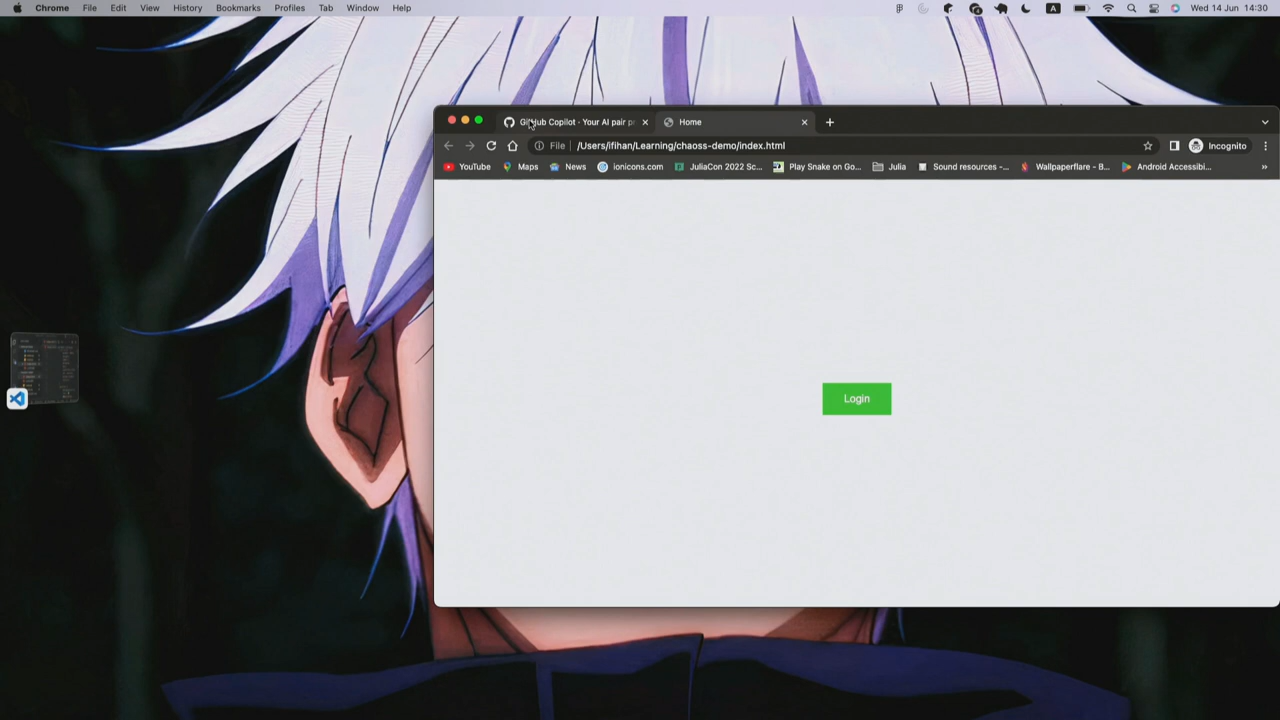 Chrome File Edit View History Bookmarks Profiles Tab Window Help A Wed 14 Jun 14:30
GitHub Copilot - Your AI pair pr Home
File /Users/ifihan/Learning/chaoss-demo/index.html Incognito
YouTube Maps News ionicons.com JuliaCon 2022 Sc... Play Snake on Go... Julia Sound resources -... Wallpaperflare - B... Android Accessibi... »
Login